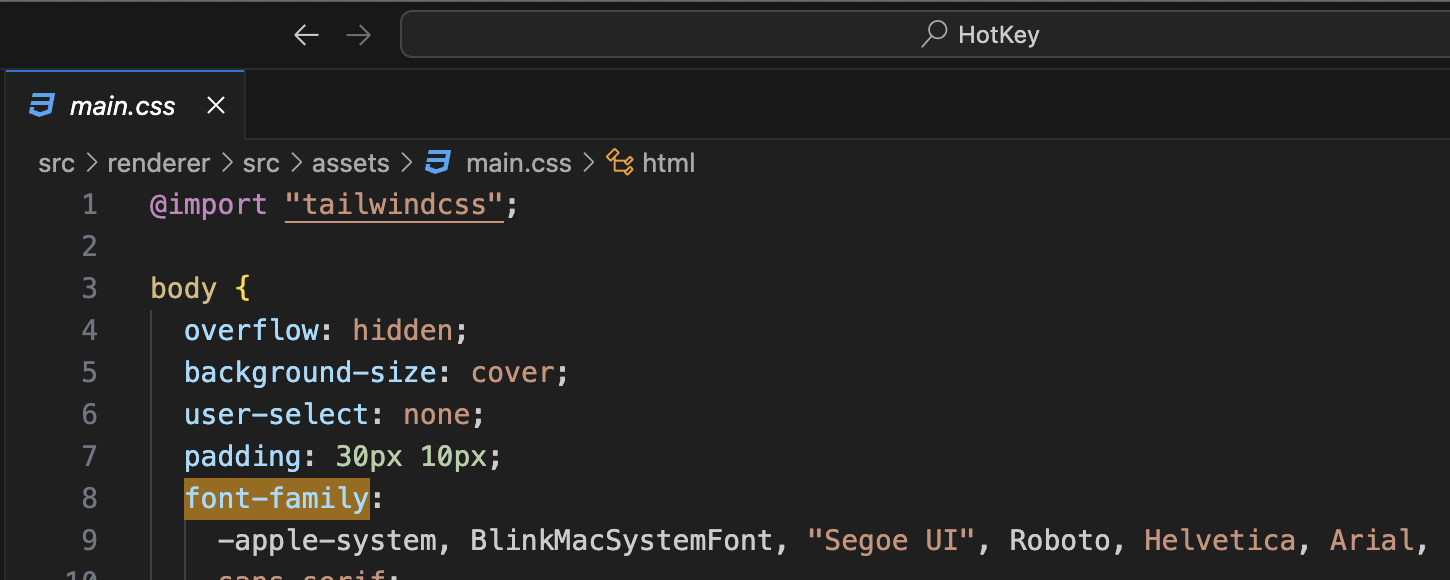 HotKey
main.css
src > renderer > src > assets > main.css > html
1 @import "tailwindcss";
2
3 body {
4 overflow: hidden;
5 background-size: cover;
6 user-select: none;
7 padding: 30px 10px;
8 font-family:
9 -apple-system, BlinkMacSystemFont, "Segoe UI", Roboto, Helvetica, Arial,
10 sans-serif;